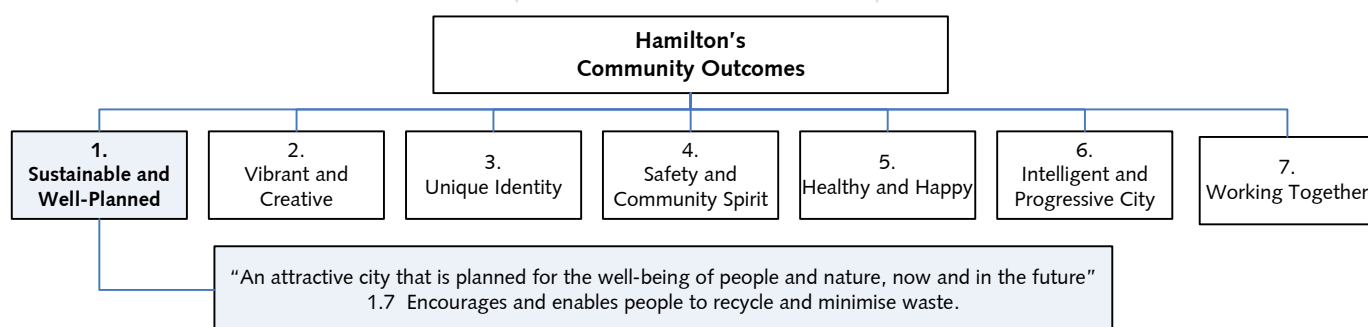 Hamilton's
Community Outcomes
1.
Sustainable and
Well-Planned
2.
Vibrant and
Creative
3.
Unique Identity
4.
Safety and
Community Spirit
5.
Healthy and Happy
6.
Intelligent and
Progressive City
7.
Working Together
“An attractive city that is planned for the well-being of people and nature, now and in the future”
1.7 Encourages and enables people to recycle and minimise waste.